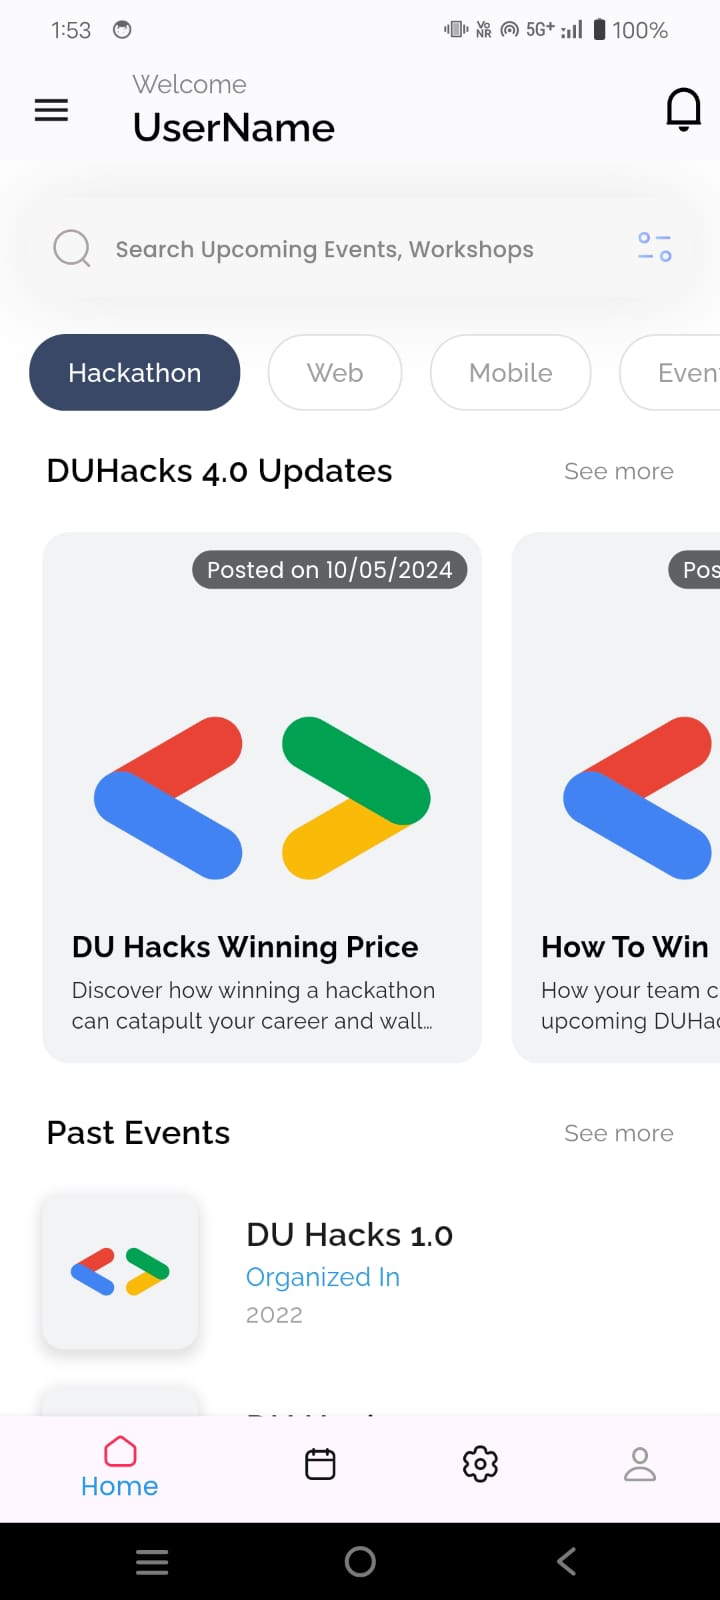 1:53
Vo
NR
5G+
100%
Welcome
UserName
Search Upcoming Events, Workshops
Hackathon
Web
Mobile
Even
DUHacks 4.0 Updates
See more
Posted on 10/05/2024
Pos
DU Hacks Winning Price
Discover how winning a hackathon
can catapult your career and wall…
How To Win
How your team c
upcoming DUHac
Past Events
See more
DU Hacks 1.0
Organized In
2022
Home